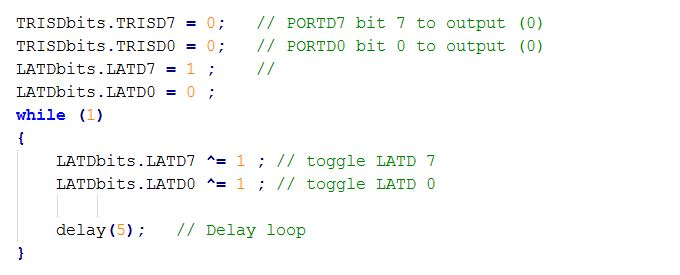 TRISDbits.TRISD7 = 0;   // PORTD7 bit 7 to output (0)
TRISDbits.TRISD0 = 0;   // PORTD0 bit 0 to output (0)
LATDbits.LATD7 = 1 ;    //
LATDbits.LATD0 = 0 ;
while (1)
{
    LATDbits.LATD7 ^= 1 ; // toggle LATD 7
    LATDbits.LATD0 ^= 1 ; // toggle LATD 0
    delay(5);   // Delay loop
}